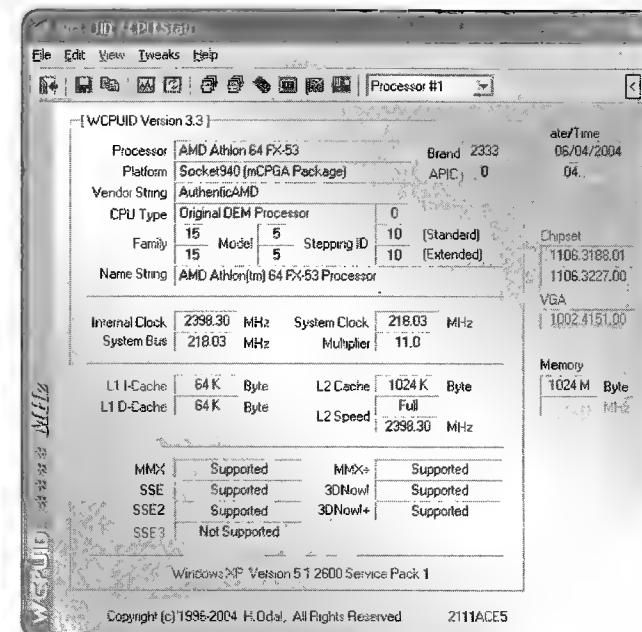 File Edit View Tweaks Help
Processor #1
[ WCPUID Version 3.3 ]
Processor AMD Athlon 64 FX-53 Brand 2333
Platform Socket940 (mCPGA Package) APIC 0
Vendor String AuthenticAMD
CPU Type Original OEM Processor 0
Family 15 Model 5 Stepping ID 10 (Standard)
15 5 10 (Extended)
Name String AMD Athlon(tm) 64 FX-53 Processor
Internal Clock 2398.30 MHz System Clock 218.03 MHz
System Bus 218.03 MHz Multiplier 11.0
L1 I-Cache 64 K Byte L2 Cache 1024 K Byte
L1 D-Cache 64 K Byte L2 Speed Full
2398.30 MHz
MMX Supported MMX+ Supported
SSE Supported 3DNow! Supported
SSE2 Supported 3DNow!+ Supported
SSE3 Not Supported
Windows XP Version 5.1.2600 Service Pack 1
Copyright (c) 1996-2004 H.Oda!, All Rights Reserved 2111ACE5
ate/Time
06/04/2004
04
Chipset
1106.3188.01
1106.3227.00
VGA
1002.4151.00
Memory
1024 M Byte
MHz
WCPUID
MHz